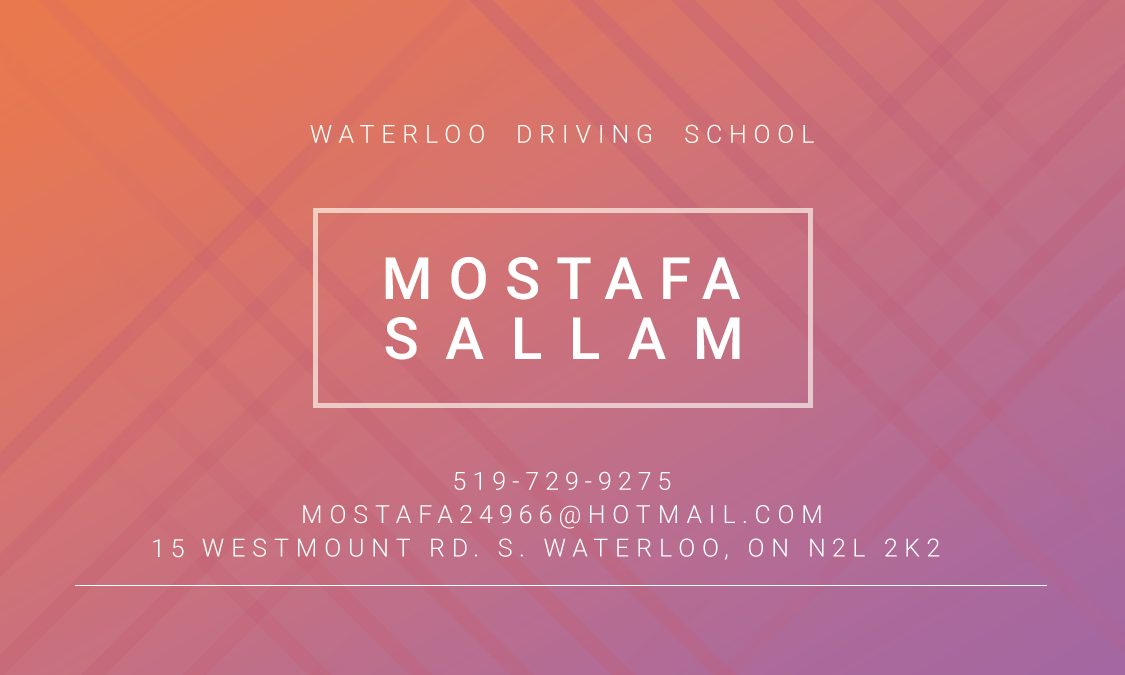 WATERLOO DRIVING SCHOOL
MOSTAFA
SALLAM
519-729-9275
MOSTAFA24966@HOTMAIL.COM
15 WESTMOUNT RD. S. WATERLOO, ON N2L 2K2